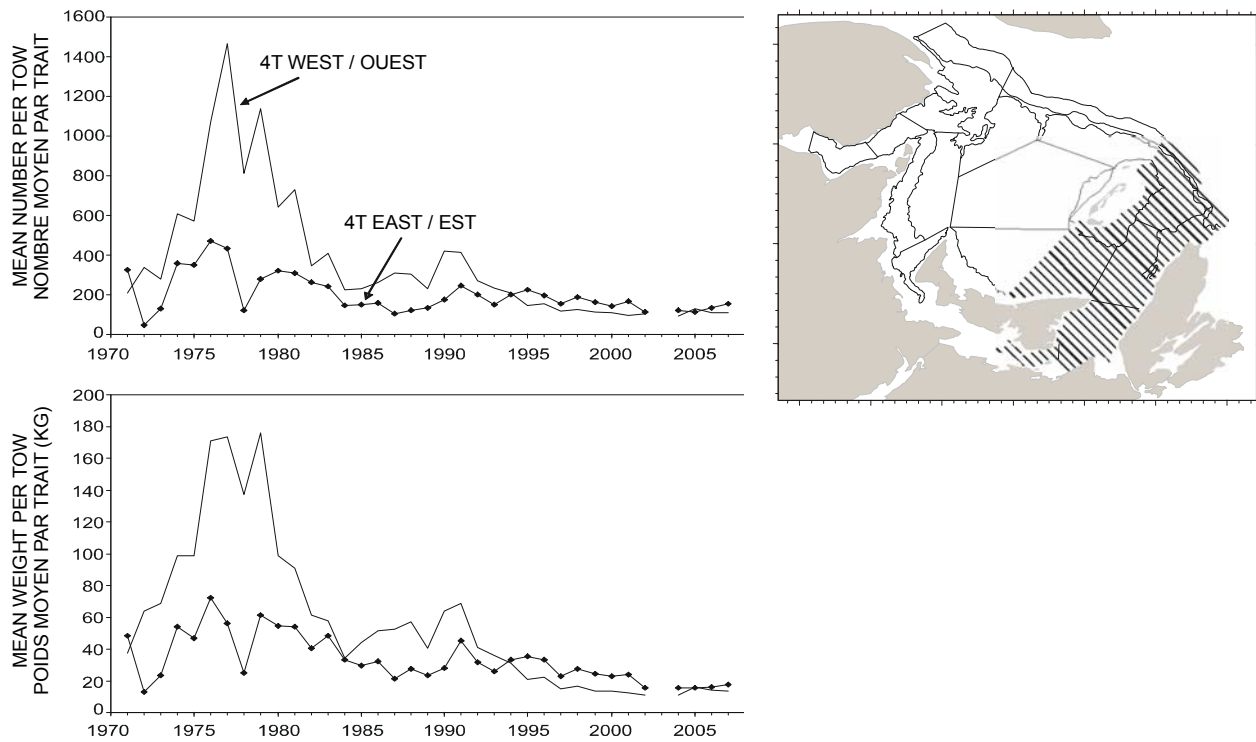 MEAN NUMBER PER TOW
NOMBRE MOYEN PAR TRAIT
1600
1400
1200
1000
800
600
400
200
0
4T WEST / OUEST
4T EAST / EST
1970 1975 1980 1985 1990 1995 2000 2005
MEAN WEIGHT PER TOW
POIDS MOYEN PAR TRAIT (KG)
200
180
160
140
120
100
80
60
40
20
0
1970 1975 1980 1985 1990 1995 2000 2005